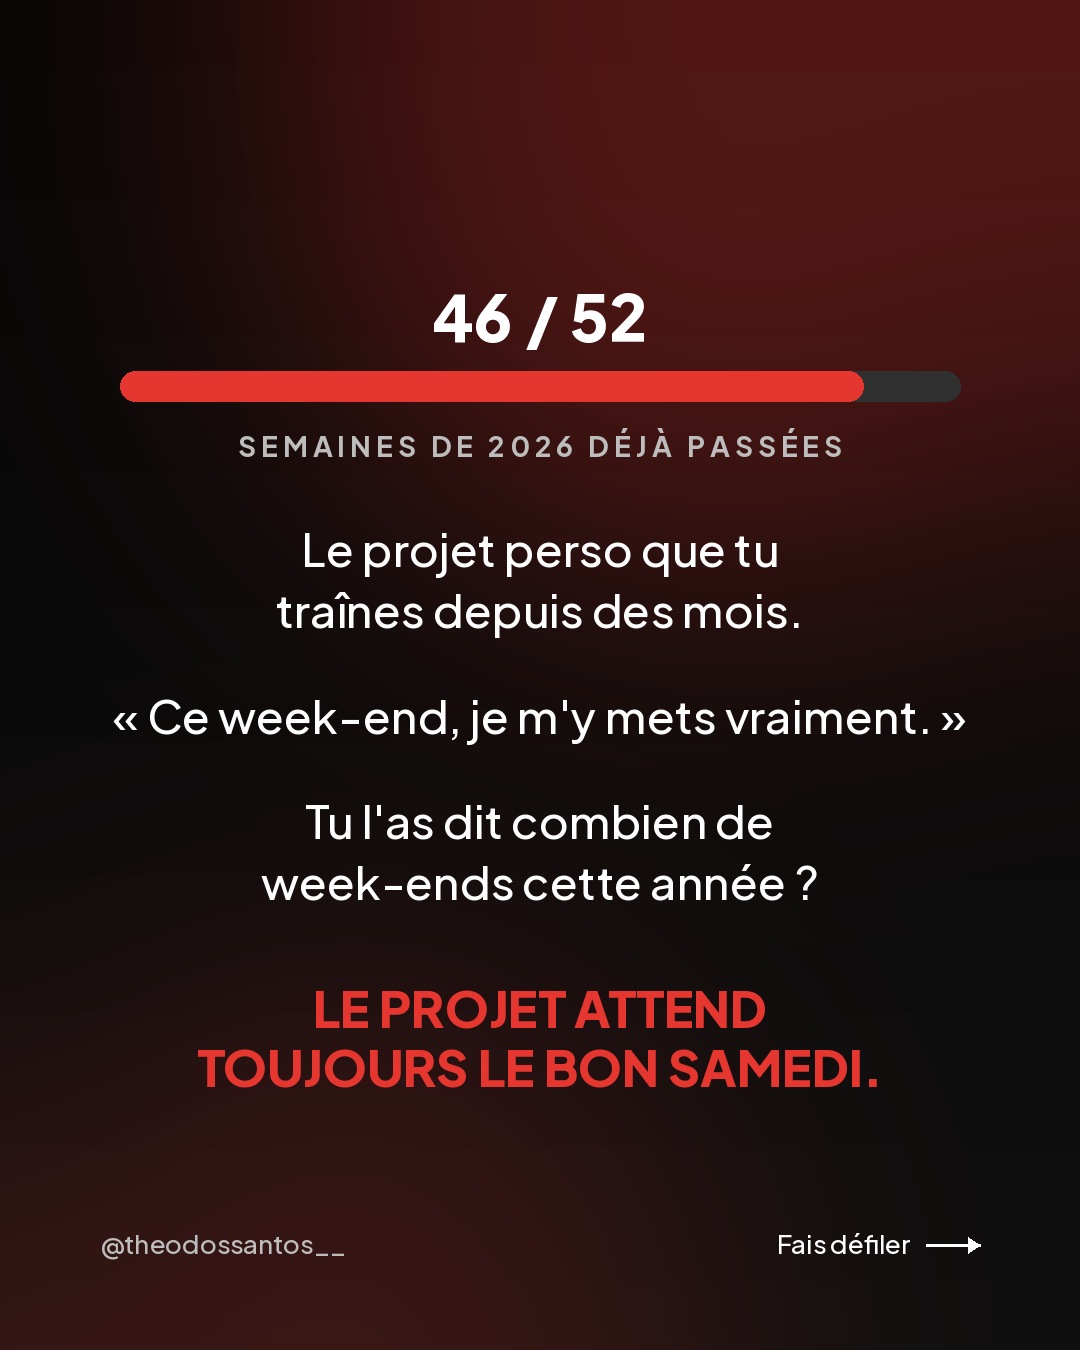 46 / 52
SEMAINES DE 2026 DÉJÀ PASSÉES
Le projet perso que tu
traînes depuis des mois.
« Ce week-end, je m'y mets vraiment. »
Tu l'as dit combien de
week-ends cette année ?
LE PROJET ATTEND
TOUJOURS LE BON SAMEDI.
@theodossantos__
Fais défiler